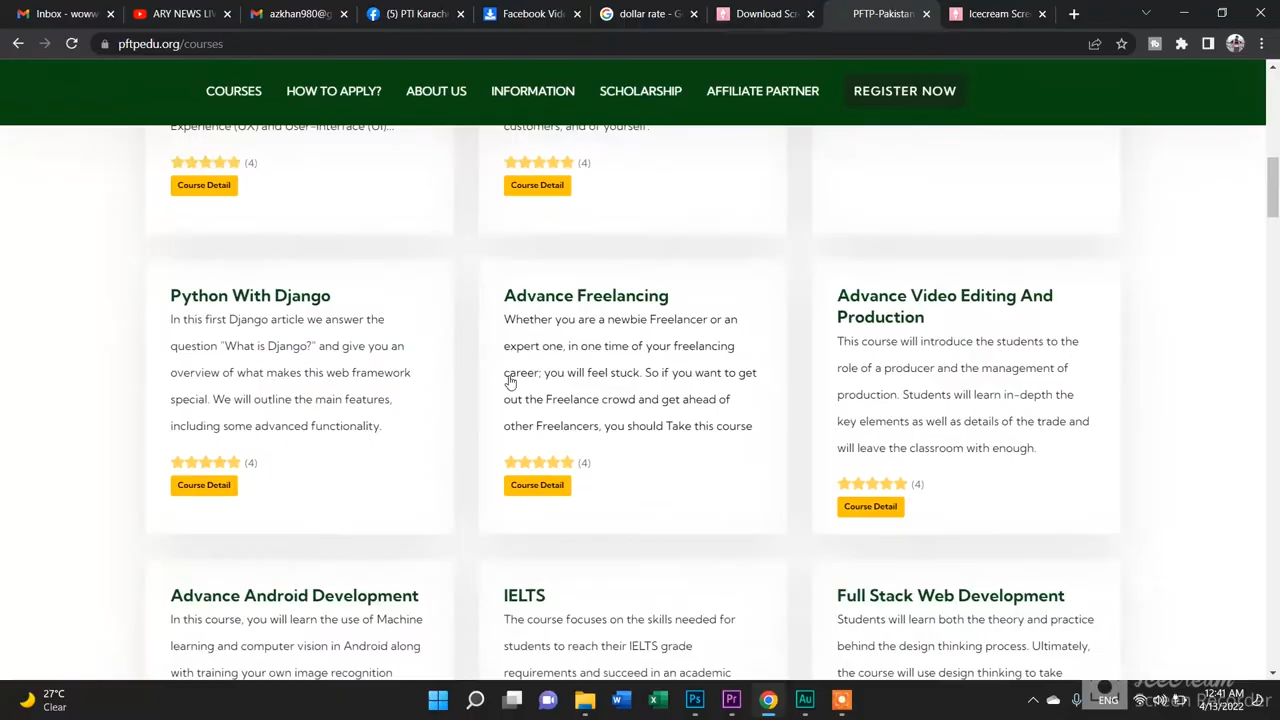 Inbox - woww
ARY NEWS LIV
azkhan980@g
(5) PTI Karach
Facebook Vide
dollar rate - G
Download Scre
PFTP-Pakistan
Icecream Scre
pftpedu.org/courses
COURSES
HOW TO APPLY?
ABOUT US
INFORMATION
SCHOLARSHIP
AFFILIATE PARTNER
REGISTER NOW
Experience (UX) and User-Interface (UI)...
customers, and of yourself.
(4)
(4)
Course Detail
Course Detail
Python With Django
In this first Django article we answer the
question "What is Django?" and give you an
overview of what makes this web framework
special. We will outline the main features,
including some advanced functionality.
(4)
Course Detail
Advance Freelancing
Whether you are a newbie Freelancer or an
expert one, in one time of your freelancing
career; you will feel stuck. So if you want to get
out the Freelance crowd and get ahead of
other Freelancers, you should Take this course
(4)
Course Detail
Advance Video Editing And
Production
This course will introduce the students to the
role of a producer and the management of
production. Students will learn in-depth the
key elements as well as details of the trade and
will leave the classroom with enough.
(4)
Course Detail
Advance Android Development
In this course, you will learn the use of Machine
learning and computer vision in Android along
with training your own image recognition
IELTS
The course focuses on the skills needed for
students to reach their IELTS grade
requirements and succeed in an academic
Full Stack Web Development
Students will learn both the theory and practice
behind the design thinking process. Ultimately,
the course will use design thinking to take
27°C
Clear
ENG
12:41 AM
4/13/2022
Icecream
Screen Recorder